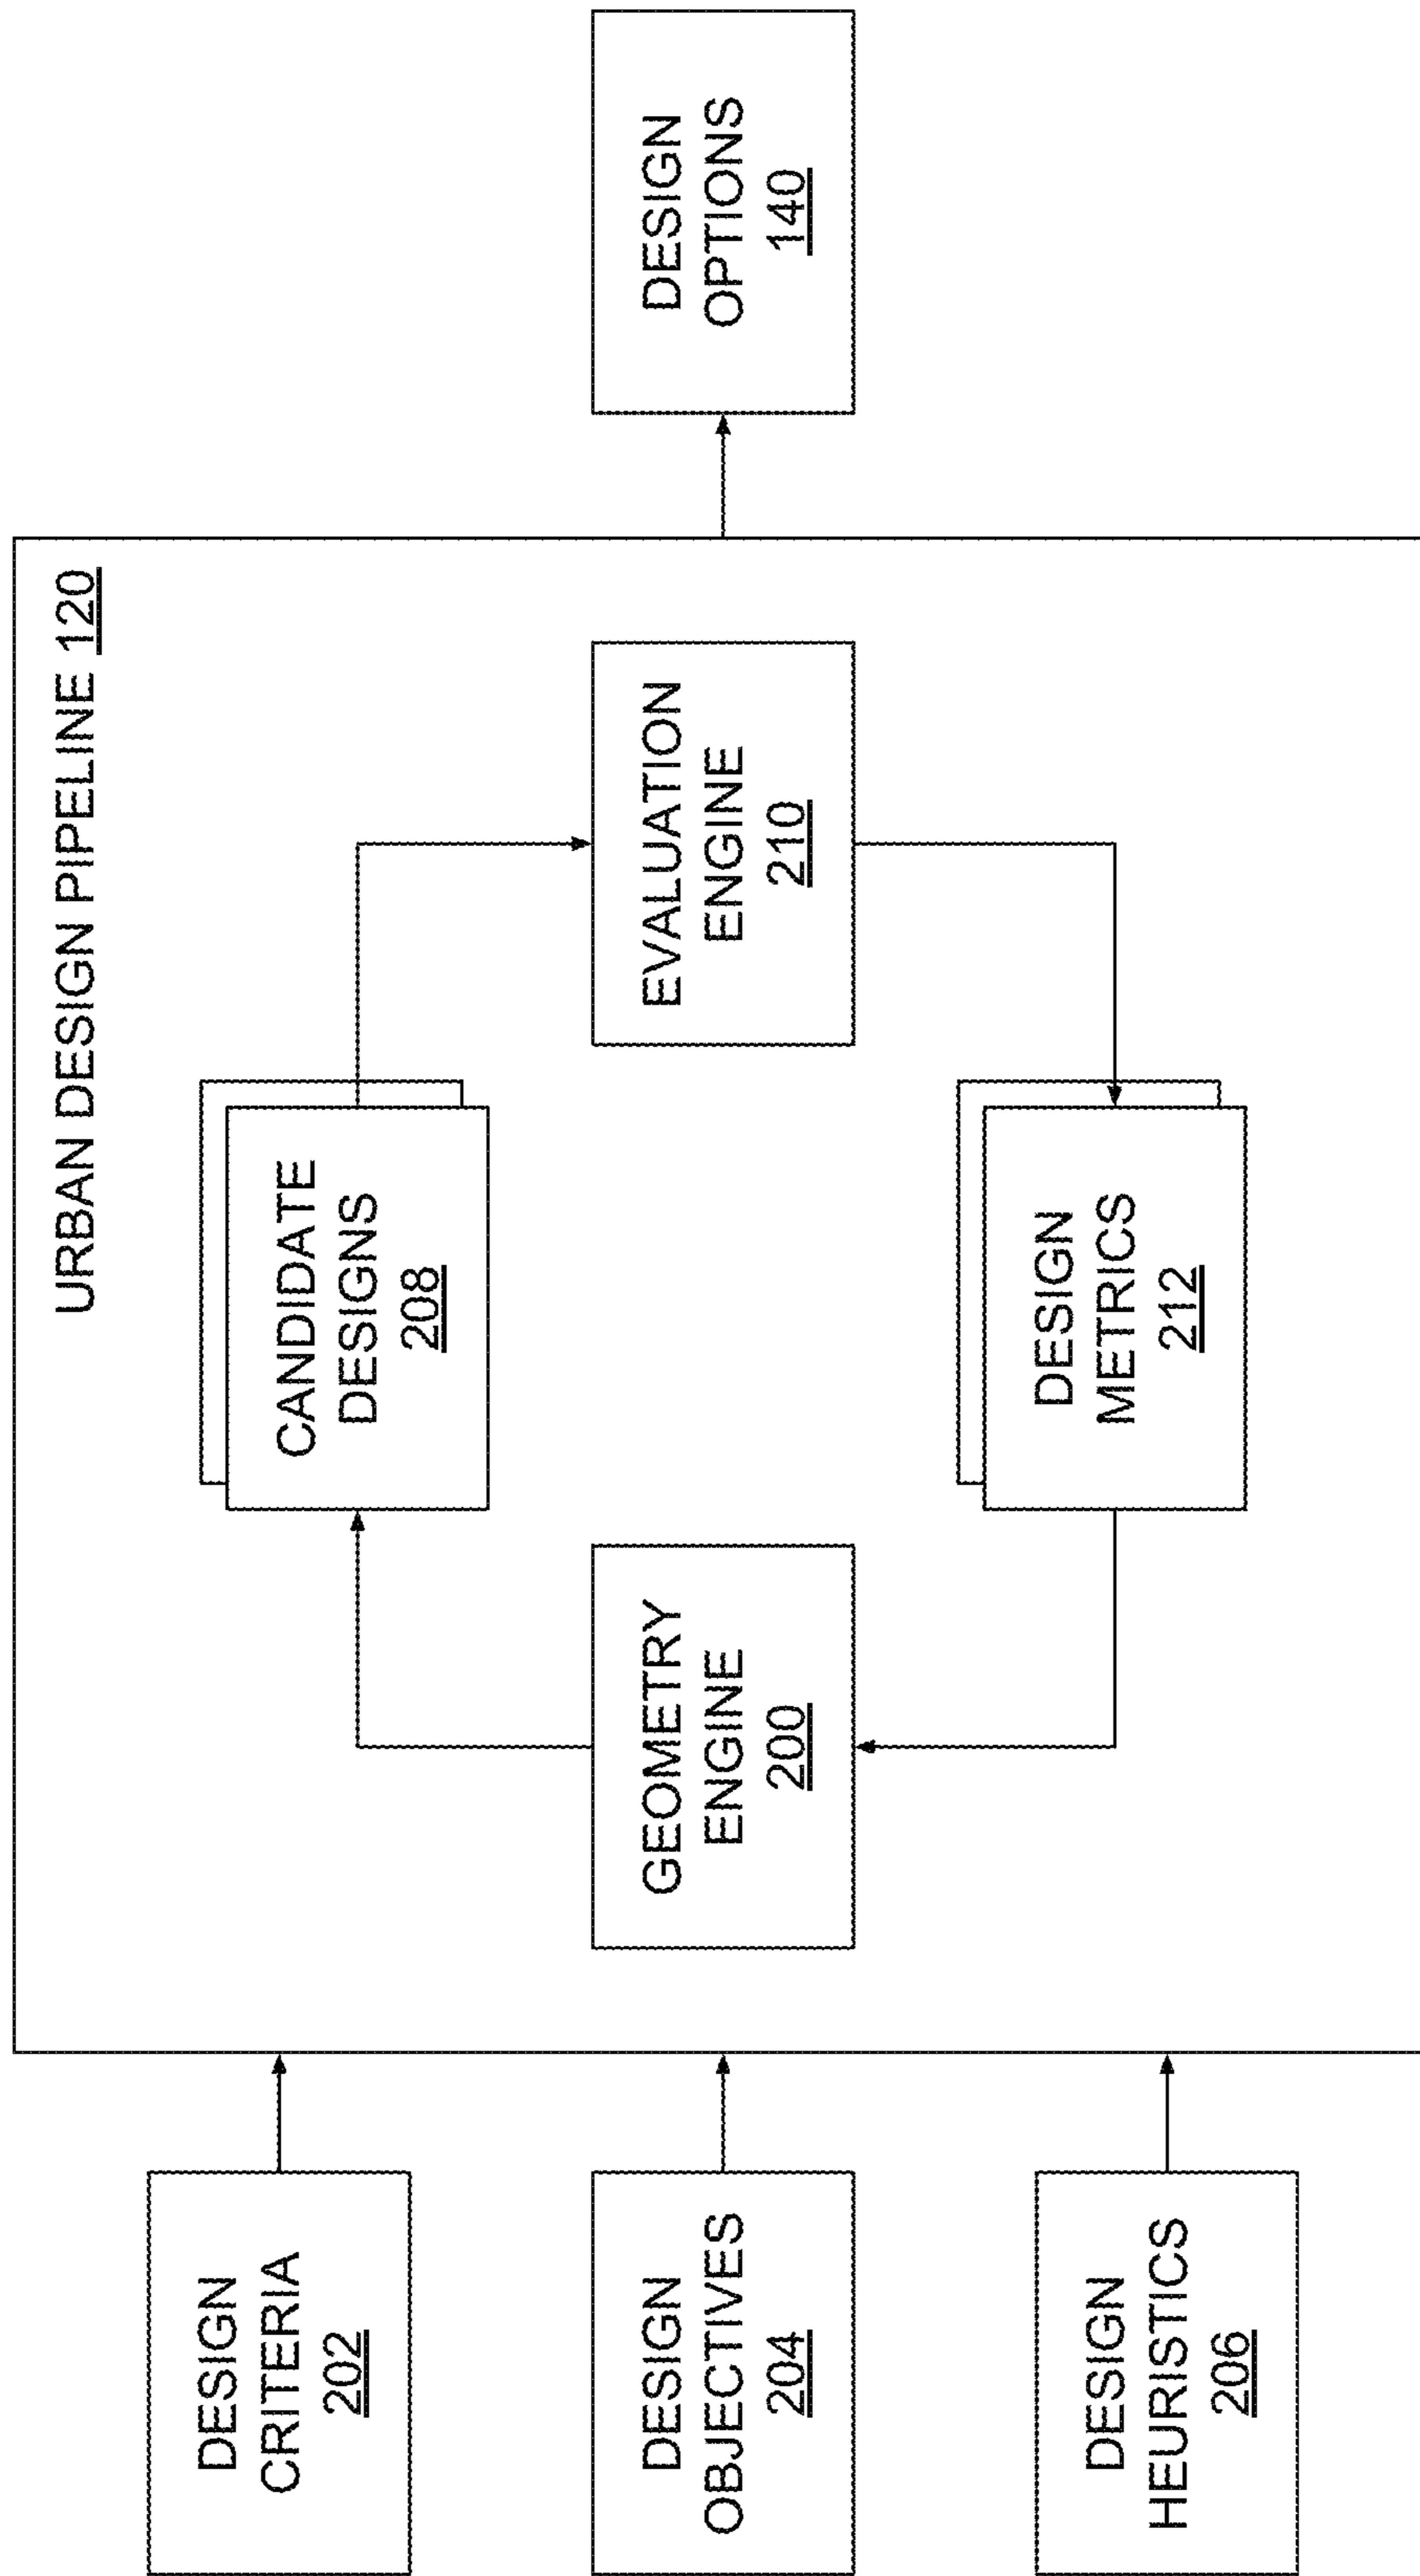 URBAN DESIGN PIPELINE 120
DESIGN
CRITERIA
202
DESIGN
OBJECTIVES
204
DESIGN
HEURISTICS
206
GEOMETRY
ENGINE
200
CANDIDATE
DESIGNS
208
EVALUATION
ENGINE
210
DESIGN
METRICS
212
DESIGN
OPTIONS
140